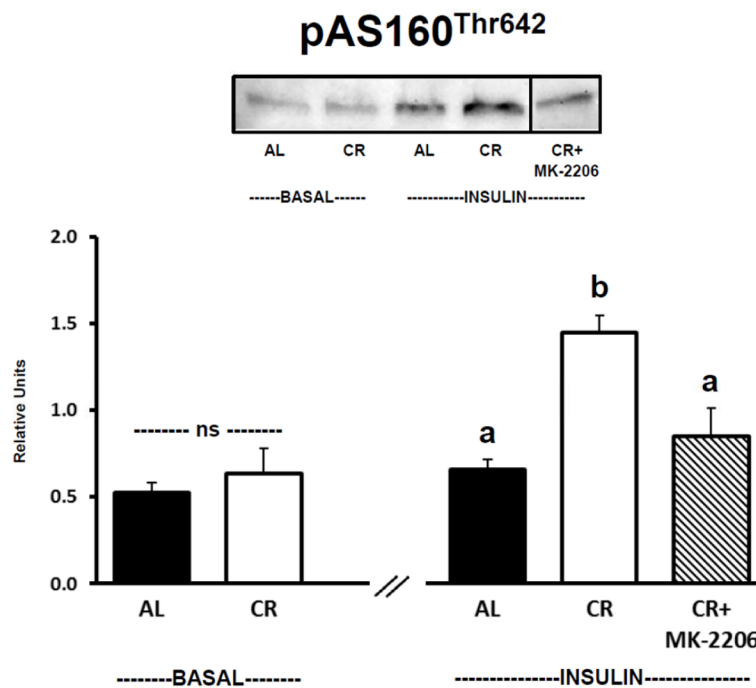 pAS160Thr642
AL CR AL CR CR+
MK-2206
------BASAL------ -----------INSULIN-----------
2.0
b
1.5
a
1.0
-------- ns --------
a
0.5
0.0
Relative Units
AL CR AL CR CR+
MK-2206
--------BASAL-------- ---------------INSULIN---------------